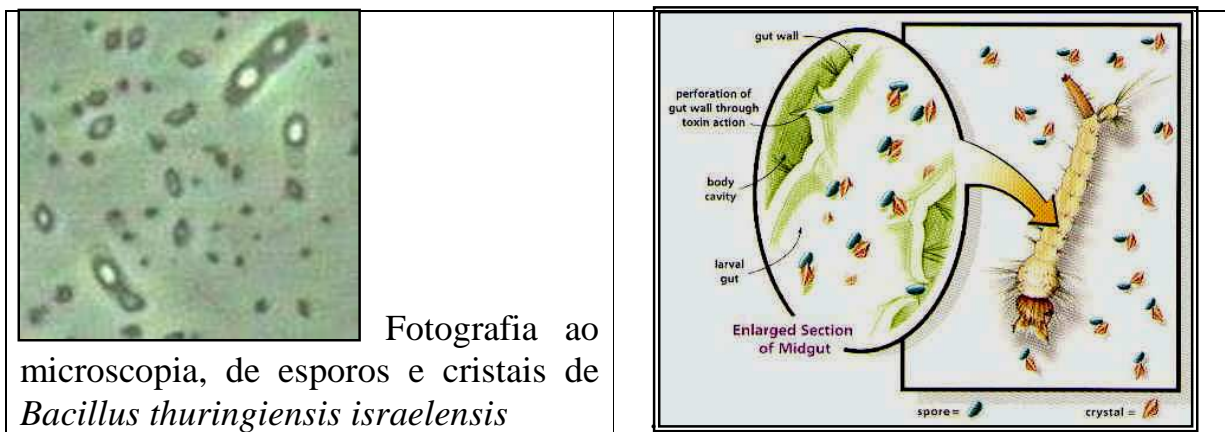 Fotografia ao
microscopia, de esporos e cristais de
Bacillus thuringiensis israelensis
gut wall
perforation of
gut wall through
toxin action
body
cavity
larval
gut
Enlarged Section
of Midgut
spore=
crystal =